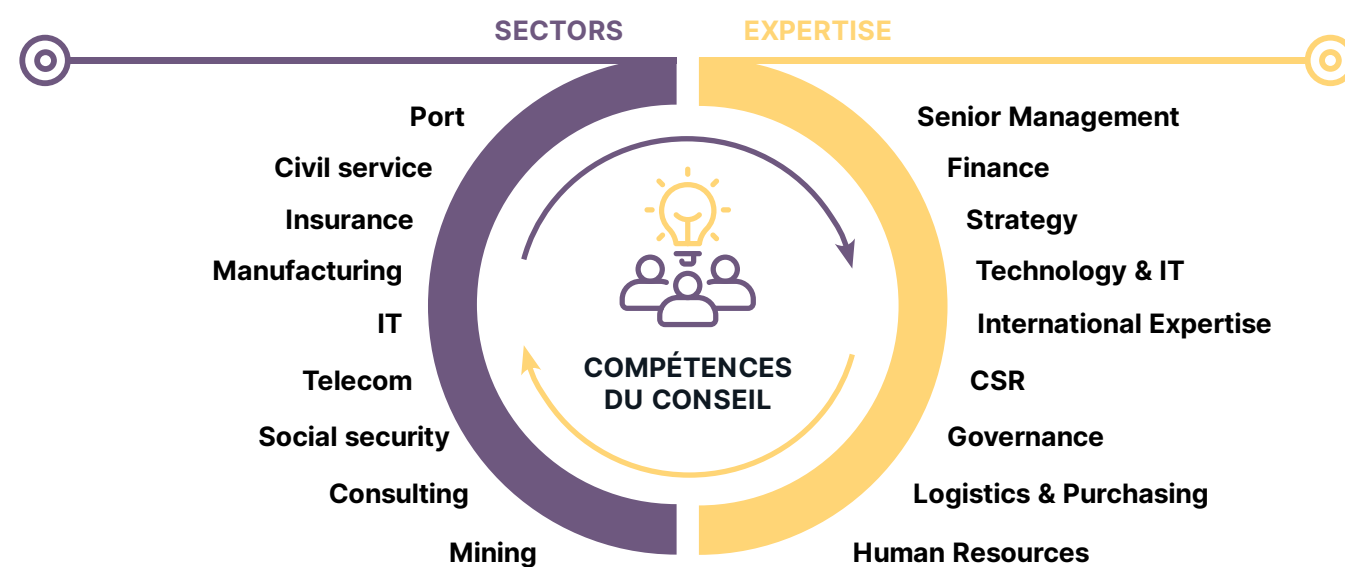 SECTORS
EXPERTISE
Port
Civil service
Insurance
Manufacturing
IT
Telecom
Social security
Consulting
Mining
COMPÉTENCES
DU CONSEIL
Senior Management
Finance
Strategy
Technology & IT
International Expertise
CSR
Governance
Logistics & Purchasing
Human Resources